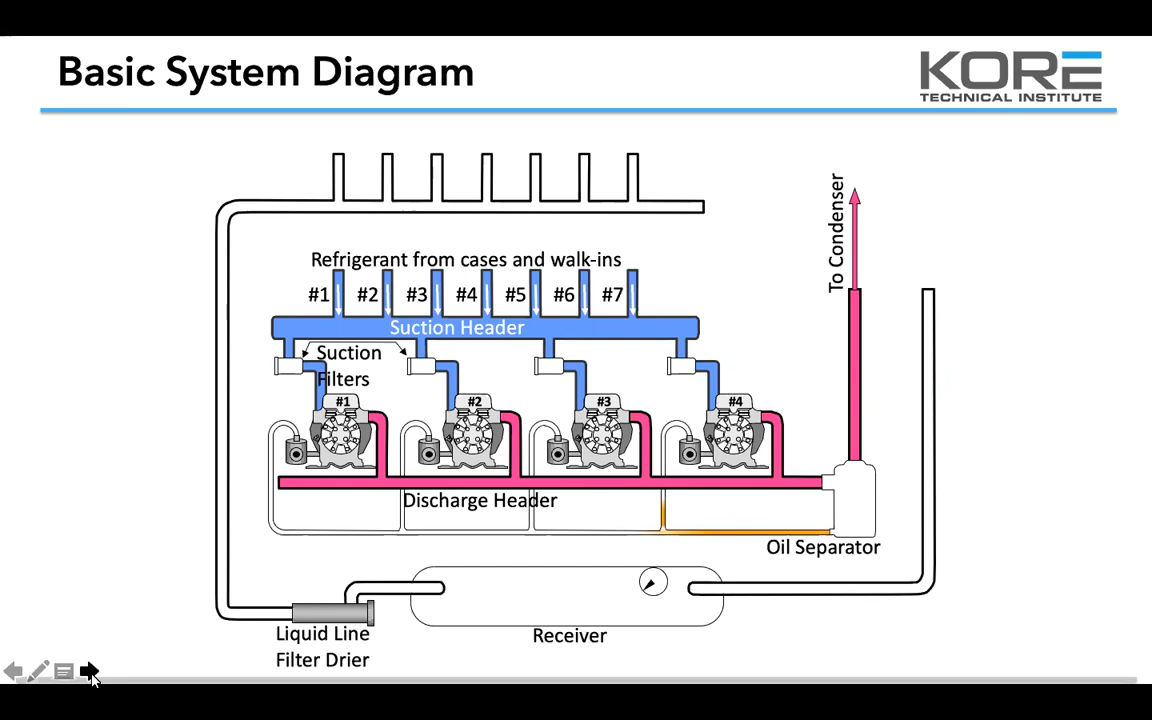 Basic System Diagram
KORE
TECHNICAL INSTITUTE
To Condenser
Refrigerant from cases and walk-ins
#1 #2 #3 #4 #5 #6 #7
Suction Header
Suction
Filters
#1 #2 #3 #4
Discharge Header
Oil Separator
Receiver
Liquid Line
Filter Drier